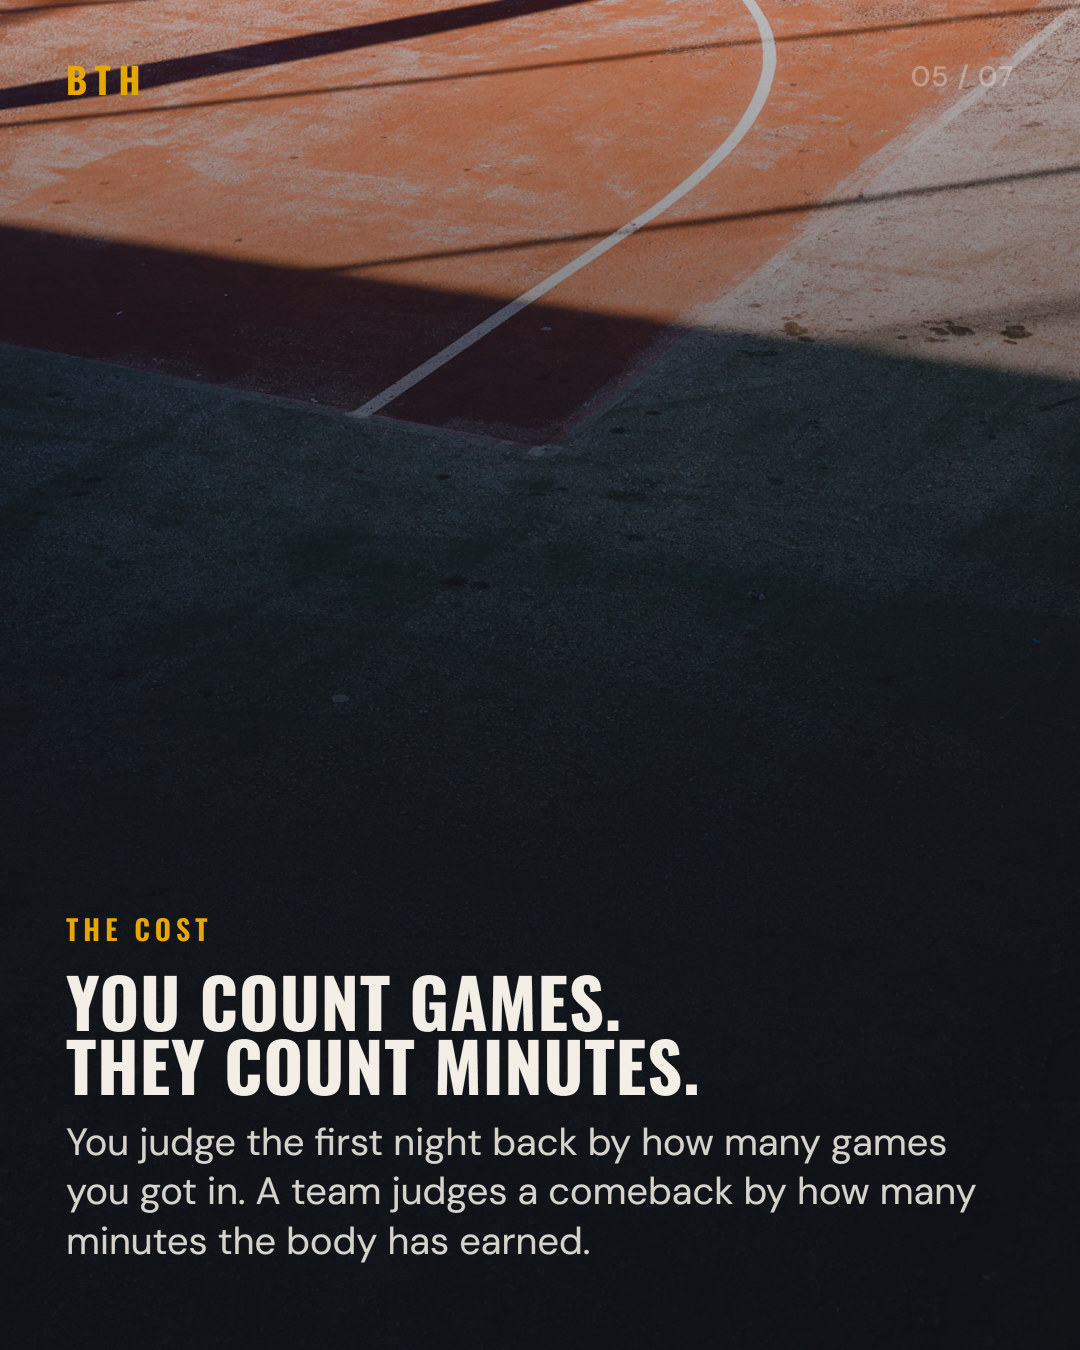 BTH
05 / 07
THE COST
YOU COUNT GAMES.
THEY COUNT MINUTES.
You judge the first night back by how many games
you got in. A team judges a comeback by how many
minutes the body has earned.